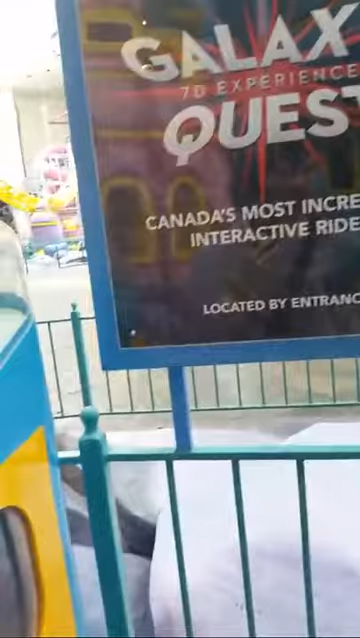 GALAX
7D EXPERIENCE
QUEST
CANADA'S MOST INCRE
INTERACTIVE RIDE
LOCATED BY ENTRANC